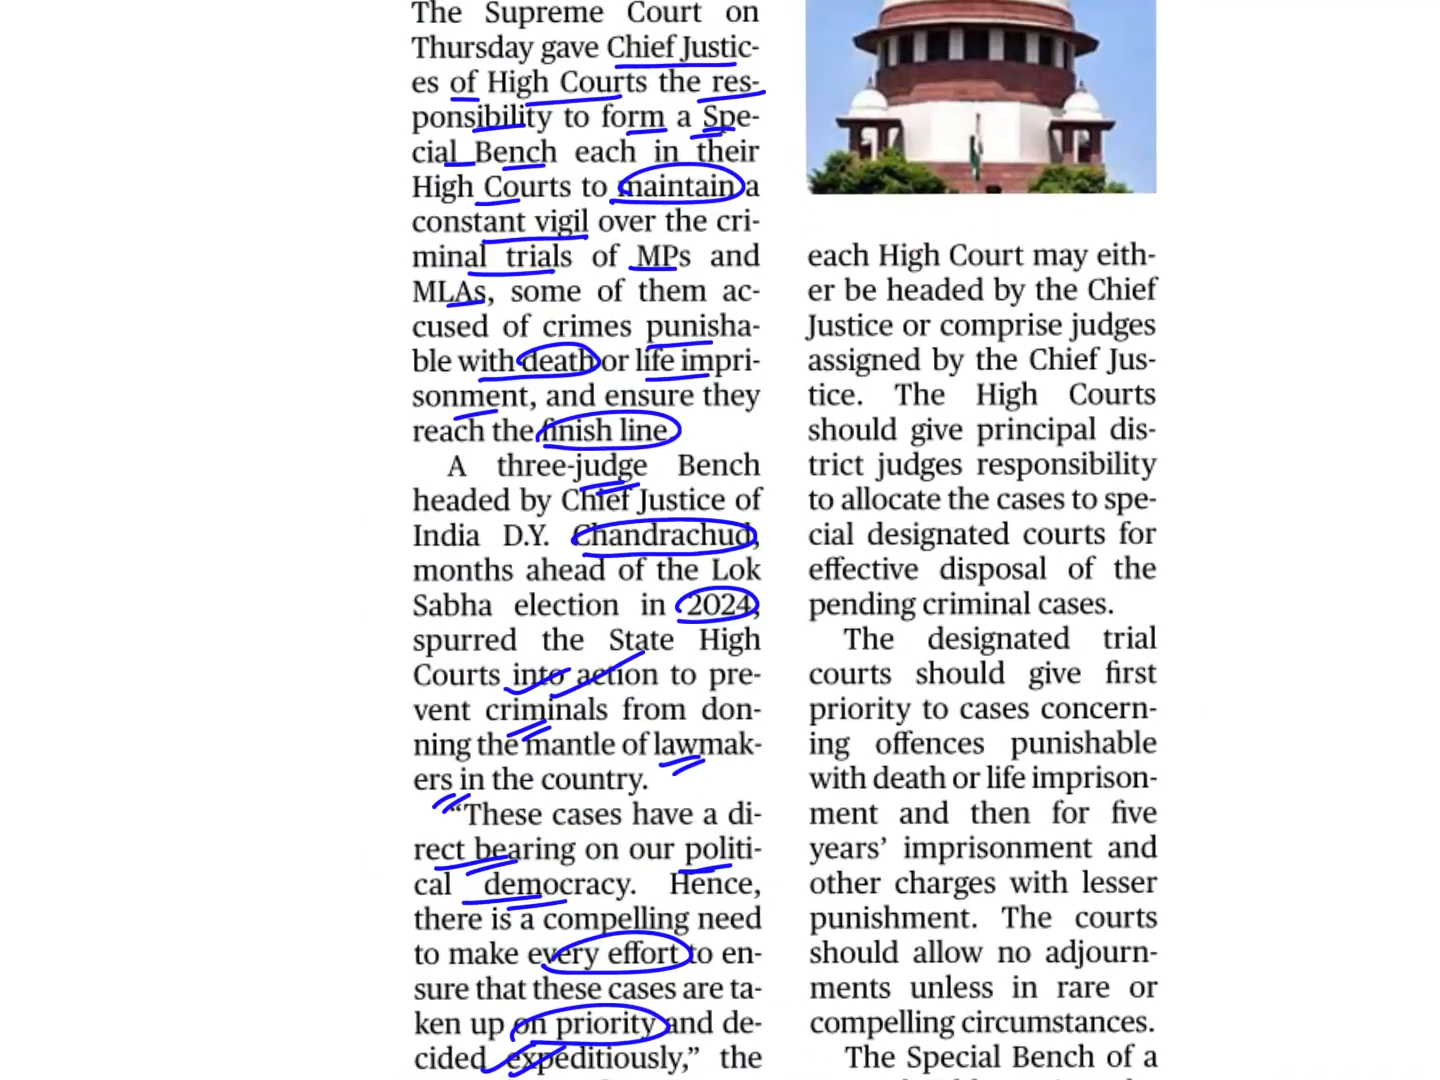 The Supreme Court on
Thursday gave Chief Justic-
es of High Courts the res-
ponsibility to form a Spe-
cial Bench each in their
High Courts to maintain a
constant vigil over the cri-
minal trials of MPs and
MLAs, some of them ac-
cused of crimes punisha-
ble with death or life impri-
sonment, and ensure they
reach the finish line.
A three-judge Bench
headed by Chief Justice of
India D.Y. Chandrachud,
months ahead of the Lok
Sabha election in 2024,
spurred the State High
Courts into action to pre-
vent criminals from don-
ning the mantle of lawmak-
ers in the country.
“These cases have a di-
rect bearing on our politi-
cal democracy. Hence,
there is a compelling need
to make every effort to en-
sure that these cases are ta-
ken up on priority and de-
cided expeditiously,” the
each High Court may eith-
er be headed by the Chief
Justice or comprise judges
assigned by the Chief Jus-
tice. The High Courts
should give principal dis-
trict judges responsibility
to allocate the cases to spe-
cial designated courts for
effective disposal of the
pending criminal cases.
The designated trial
courts should give first
priority to cases concern-
ing offences punishable
with death or life imprison-
ment and then for five
years’ imprisonment and
other charges with lesser
punishment. The courts
should allow no adjourn-
ments unless in rare or
compelling circumstances.
The Special Bench of a